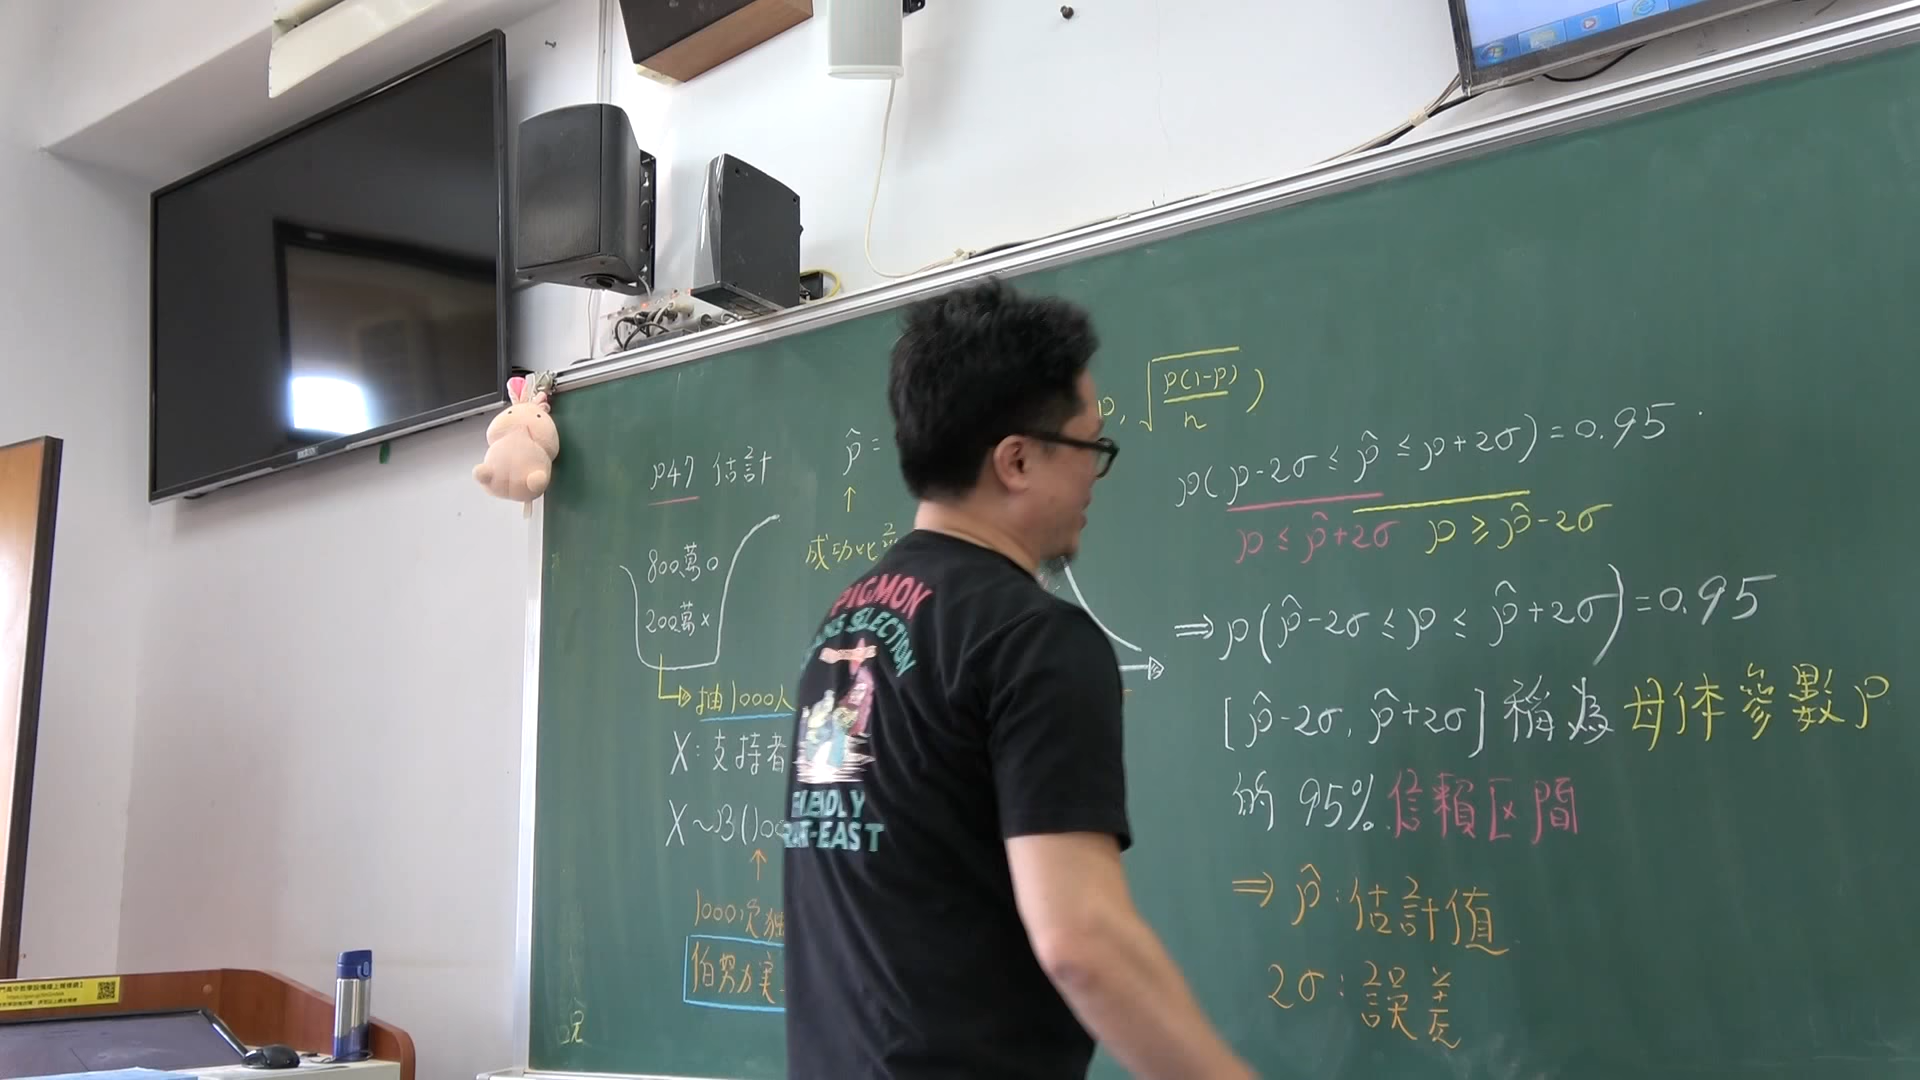 P47 估計
800萬 O
200萬 ×
抽1000人
X：支持者
X～B(100
1000次獨
伯努力實
p̂ =
↑
成功比
p, √(p(1-p)/n) )
P( p-2σ ≤ p̂ ≤ p+2σ) = 0.95
p ≤ p̂+2σ p ≥ p̂-2σ
⇒ P( p̂-2σ ≤ p ≤ p̂+2σ ) = 0.95
[ p̂-2σ, p̂+2σ ] 稱為 母体參數 P
的 95% 信賴区間
⇒ p̂：估計值
2σ：誤差
PIGMON
SELECTION
FRIENDLY
EAST